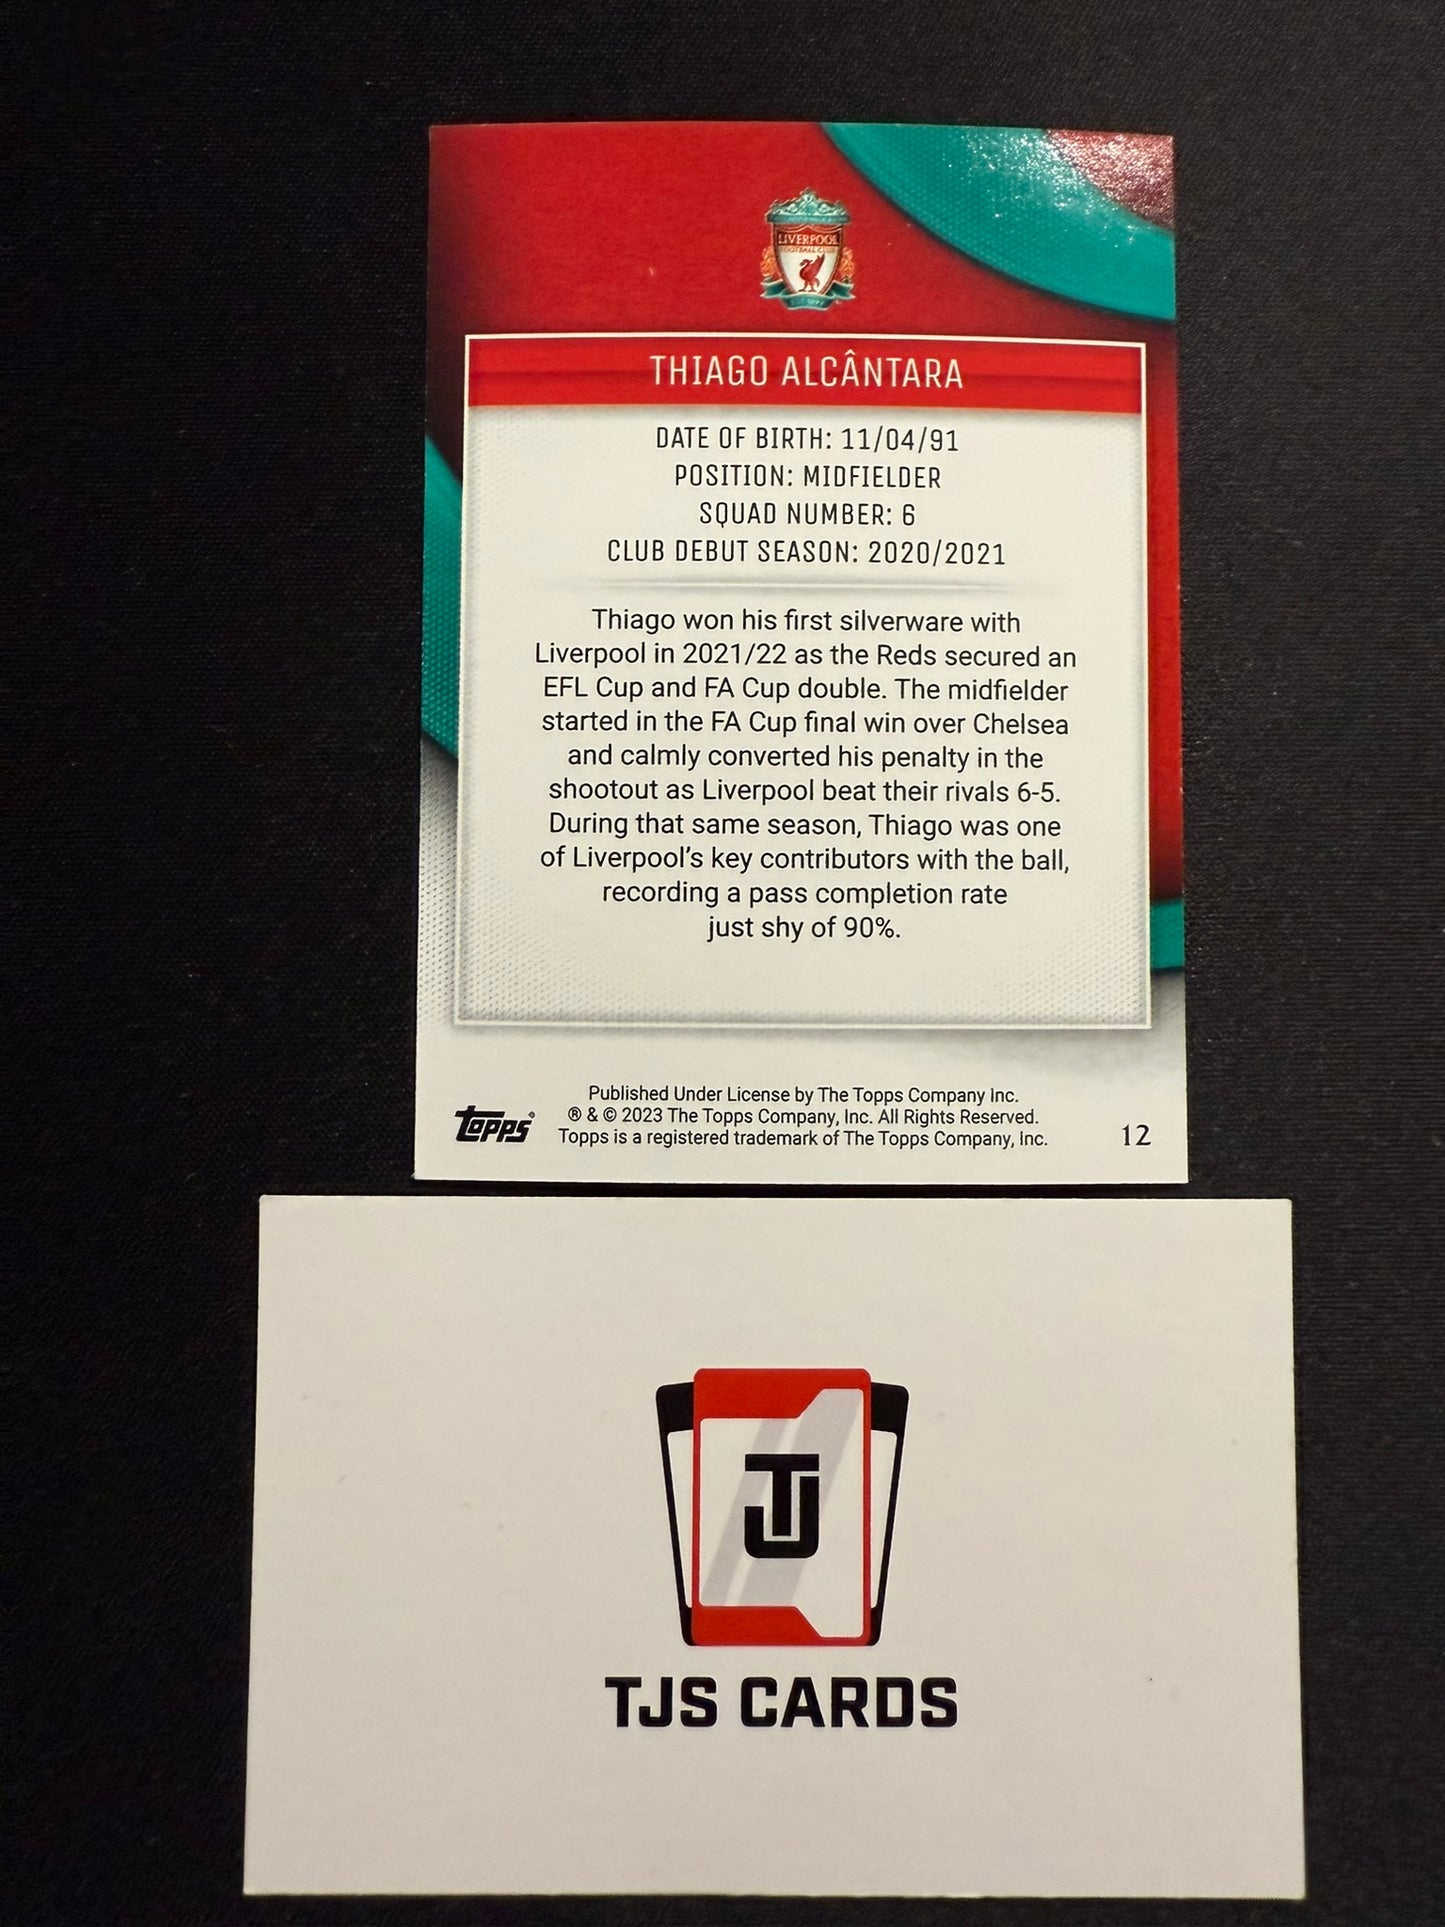 LIVERPOOL
FOOTBALL CLUB
THIAGO ALCÂNTARA
DATE OF BIRTH: 11/04/91
POSITION: MIDFIELDER
SQUAD NUMBER: 6
CLUB DEBUT SEASON: 2020/2021
Thiago won his first silverware with
Liverpool in 2021/22 as the Reds secured an
EFL Cup and FA Cup double. The midfielder
started in the FA Cup final win over Chelsea
and calmly converted his penalty in the
shootout as Liverpool beat their rivals 6-5.
During that same season, Thiago was one
of Liverpool's key contributors with the ball,
recording a pass completion rate
just shy of 90%.
Published Under License by The Topps Company Inc.
® & © 2023 The Topps Company, Inc. All Rights Reserved.
Topps is a registered trademark of The Topps Company, Inc.
topps®
12
TJ
TJS CARDS